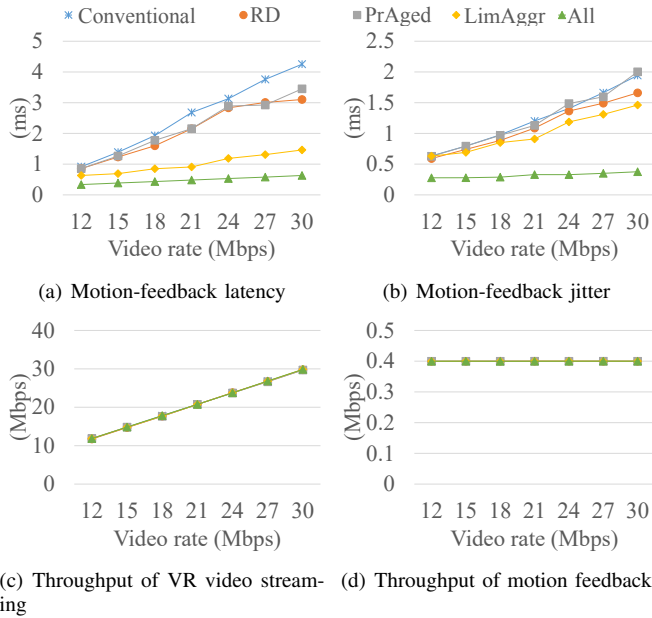 Conventional RD PrAged LimAggr All
5
4
3
2
1
0
(ms)
12 15 18 21 24 27 30
Video rate (Mbps)
(a) Motion-feedback latency
2.5
2
1.5
1
0.5
0
(ms)
12 15 18 21 24 27 30
Video rate (Mbps)
(b) Motion-feedback jitter
40
30
20
10
0
(Mbps)
12 15 18 21 24 27 30
Video rate (Mbps)
(c) Throughput of VR video stream-
ing
0.5
0.4
0.3
0.2
0.1
0
(Mbps)
12 15 18 21 24 27 30
Video rate (Mbps)
(d) Throughput of motion feedback